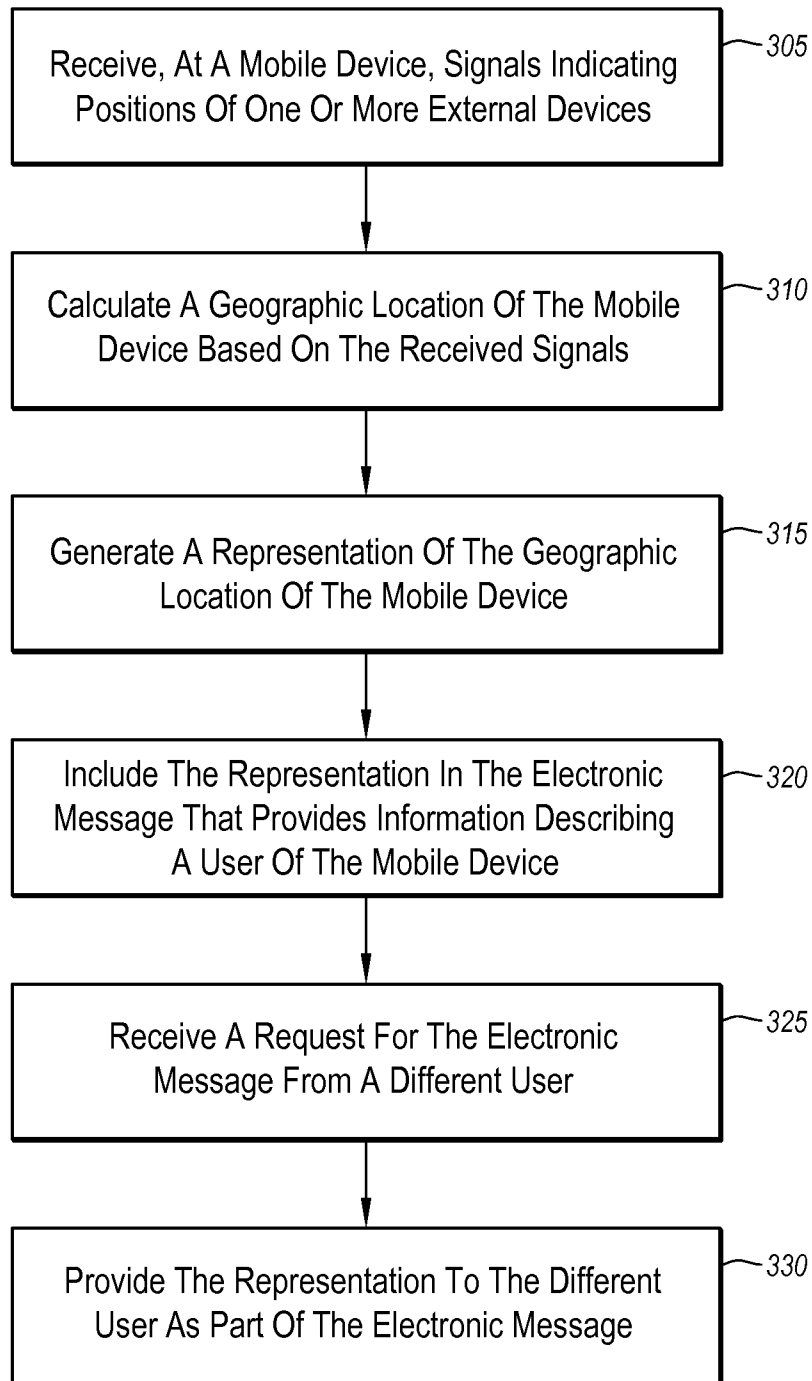 Receive, At A Mobile Device, Signals Indicating
Positions Of One Or More External Devices
305
Calculate A Geographic Location Of The Mobile
Device Based On The Received Signals
310
Generate A Representation Of The Geographic
Location Of The Mobile Device
315
Include The Representation In The Electronic
Message That Provides Information Describing
A User Of The Mobile Device
320
Receive A Request For The Electronic
Message From A Different User
325
Provide The Representation To The Different
User As Part Of The Electronic Message
330